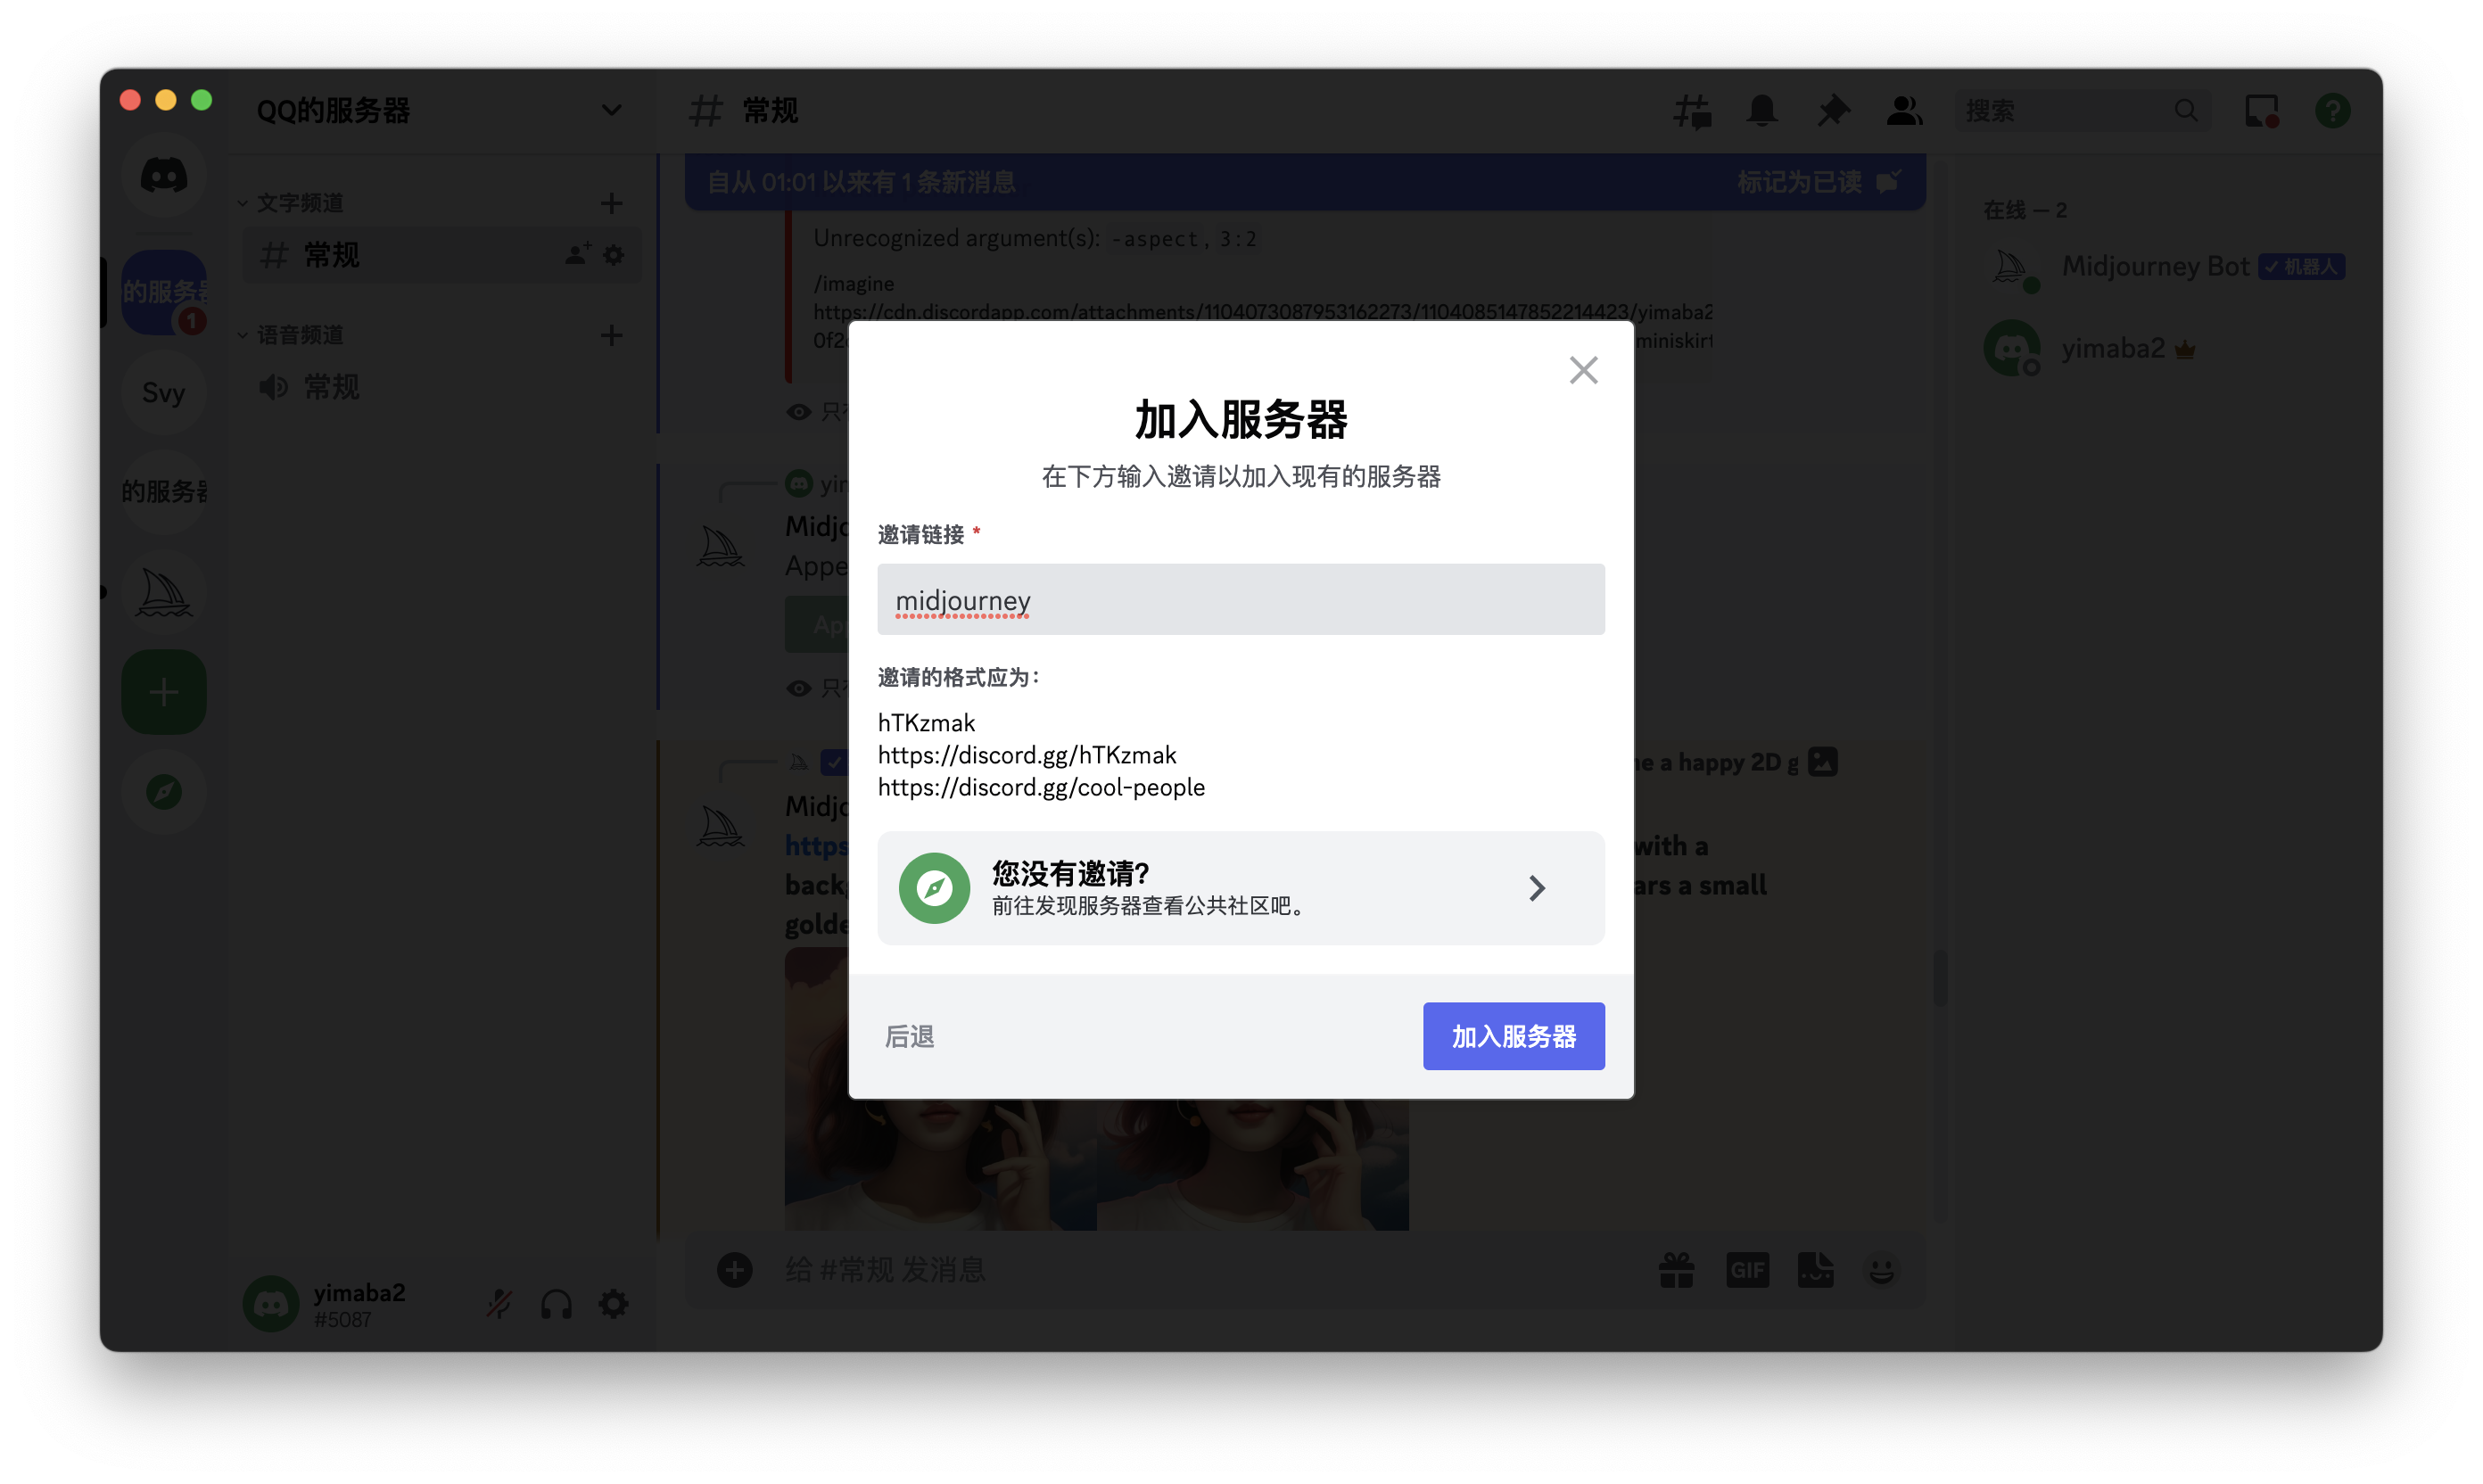 QQ的服务器
常规
搜索
自从 01:01 以来有 1 条新消息
标记为已读
文字频道
常规
语音频道
常规
的服务器
1
Svy
的服务器
在线 — 2
Midjourney Bot
机器人
yimaba2
Unrecognized argument(s): -aspect, 3:2
/imagine
https://cdn.discordapp.com/attachments/1104073087953162273/1104085147852214423/yimaba2
miniskirt
加入服务器
在下方输入邀请以加入现有的服务器
邀请链接 *
midjourney
邀请的格式应为：
hTKzmak
https://discord.gg/hTKzmak
https://discord.gg/cool-people
您没有邀请?
前往发现服务器查看公共社区吧。
后退
加入服务器
a happy 2D g
https
with a
ars a small
golde
给 #常规 发消息
GIF
yimaba2
#5087